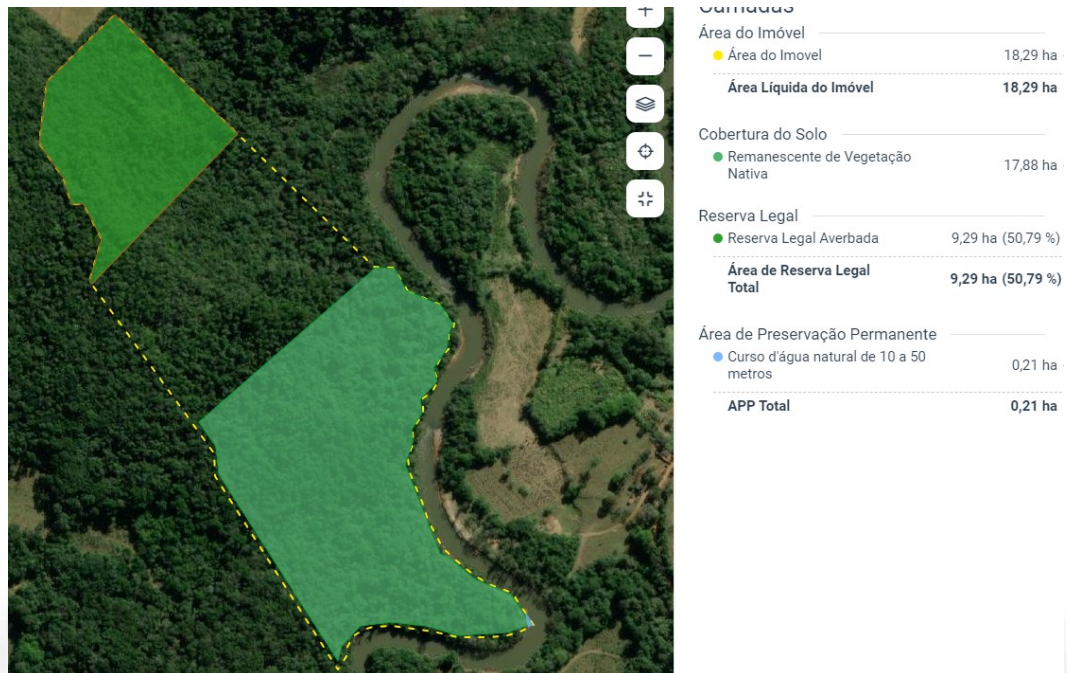 Camadas
Área do Imóvel
Área do Imovel 18,29 ha
Área Líquida do Imóvel 18,29 ha
Cobertura do Solo
Remanescente de Vegetação
Nativa 17,88 ha
Reserva Legal
Reserva Legal Averbada 9,29 ha (50,79 %)
Área de Reserva Legal
Total 9,29 ha (50,79 %)
Área de Preservação Permanente
Curso d'água natural de 10 a 50
metros 0,21 ha
APP Total 0,21 ha